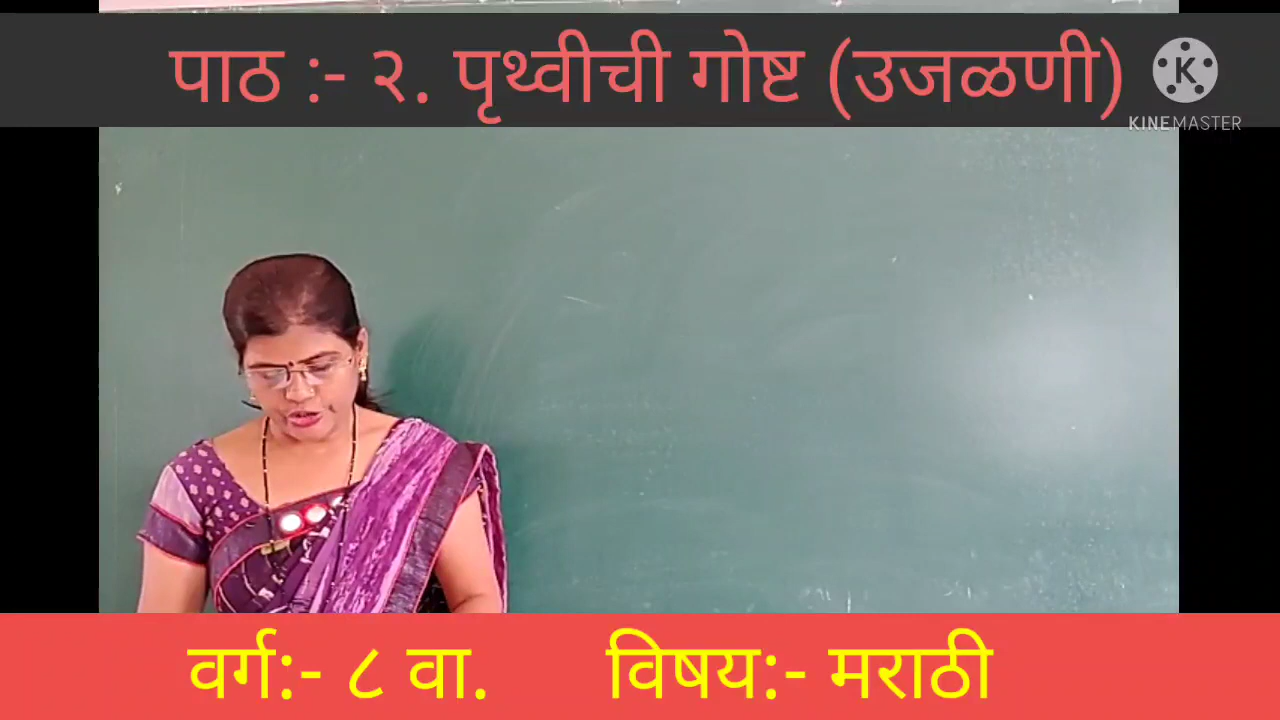 पाठ :- २. पृथ्वीची गोष्ट (उजळणी)
K
KINEMASTER
वर्ग:- ८ वा. विषय:- मराठी